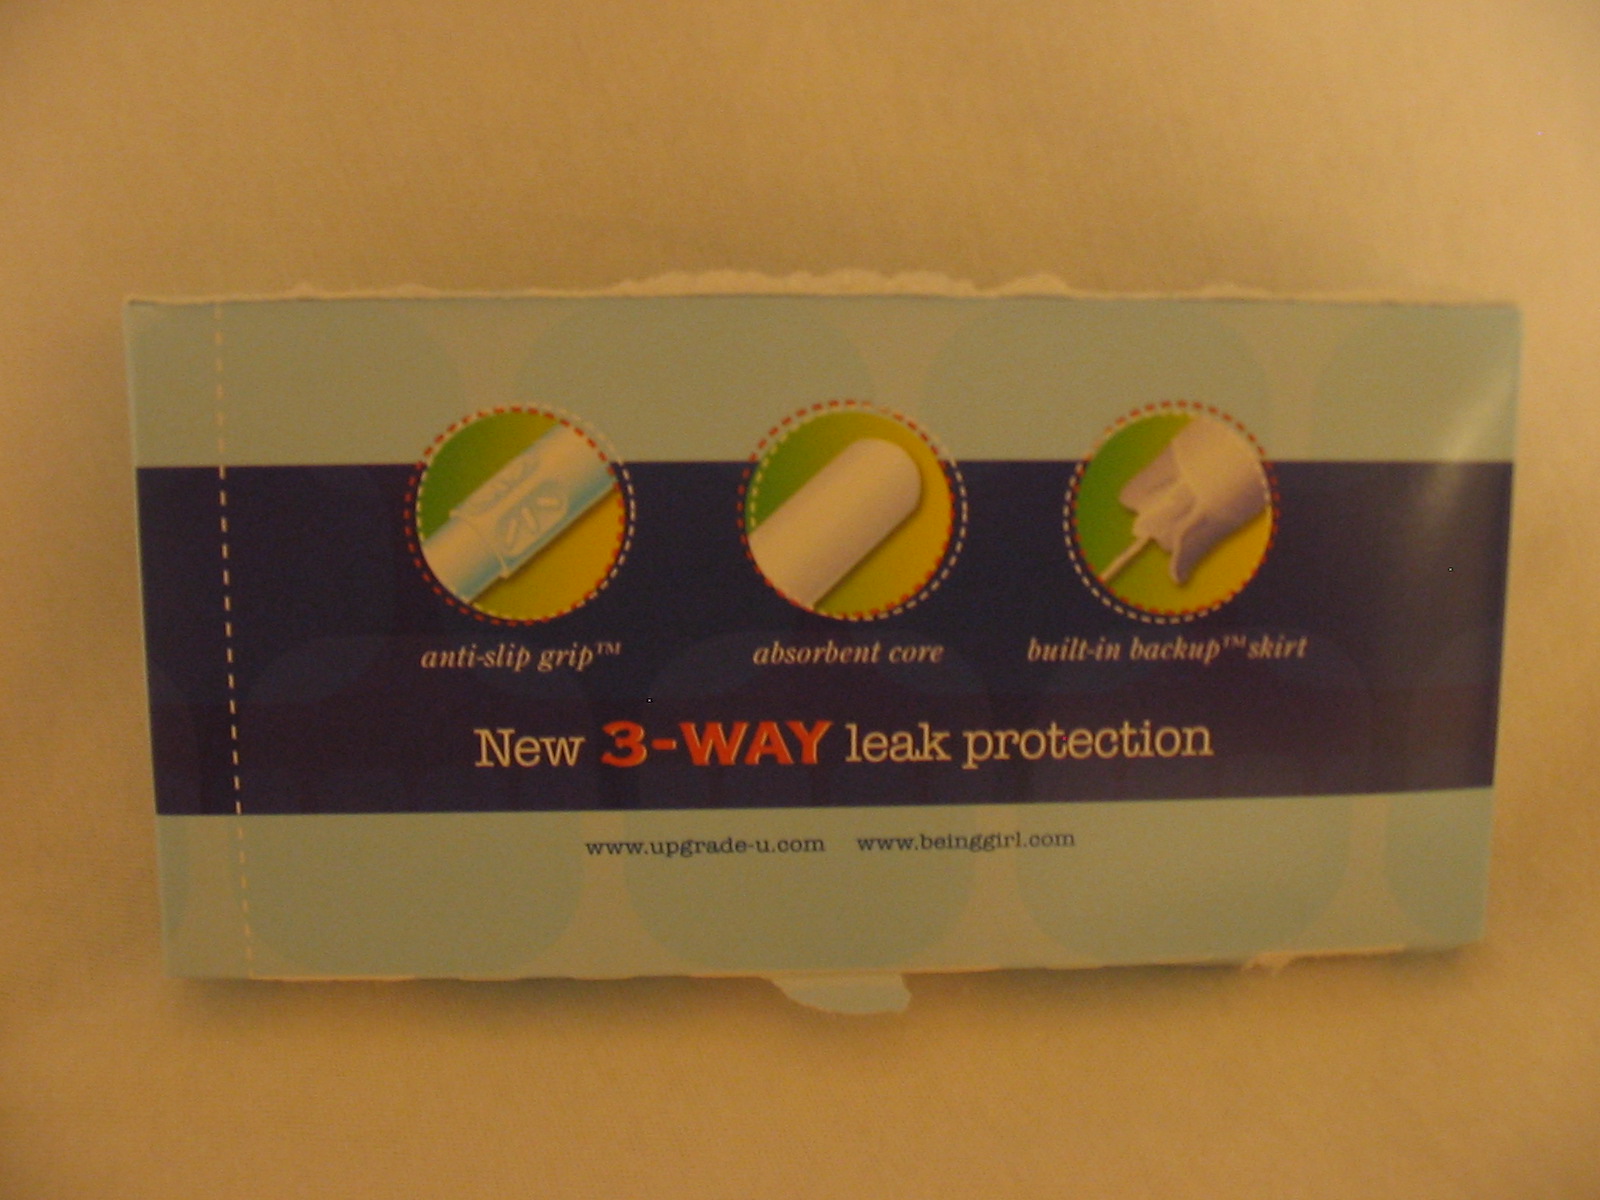 anti-slip grip™
absorbent core
built-in backup™ skirt
New 3-WAY leak protection
www.upgrade-u.com www.beinggirl.com